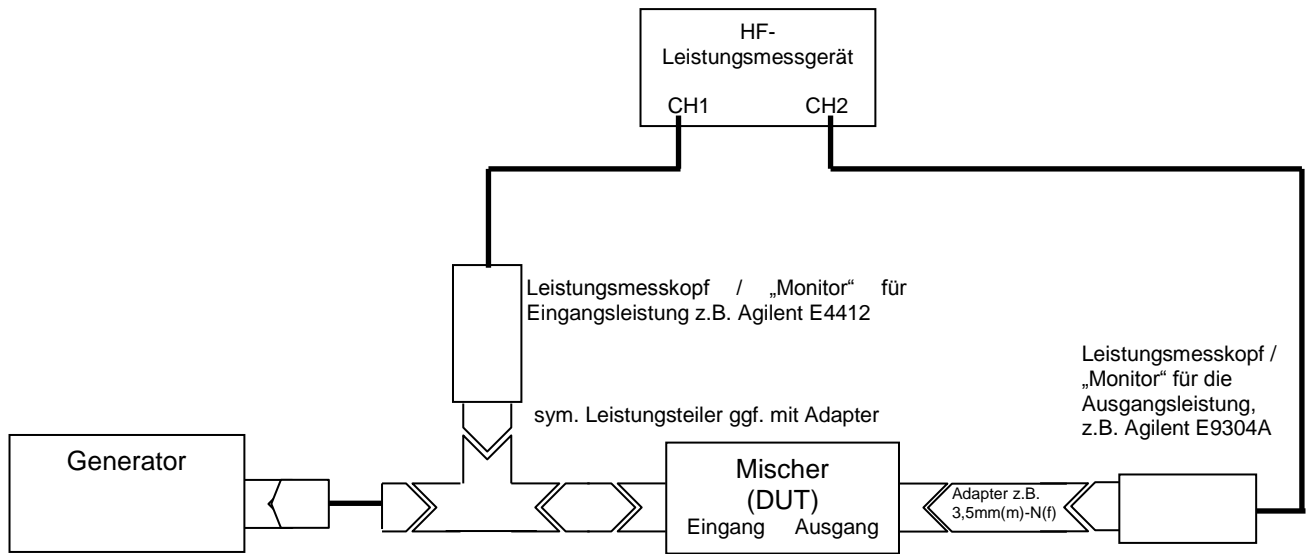 HF-
Leistungsmessgerät
CH1 CH2
Leistungsmesskopf / „Monitor“ für
Eingangsleistung z.B. Agilent E4412
Leistungsmesskopf /
„Monitor“ für die
Ausgangsleistung,
z.B. Agilent E9304A
sym. Leistungsteiler ggf. mit Adapter
Generator
Mischer
(DUT)
Eingang Ausgang
Adapter z.B.
3,5mm(m)-N(f)